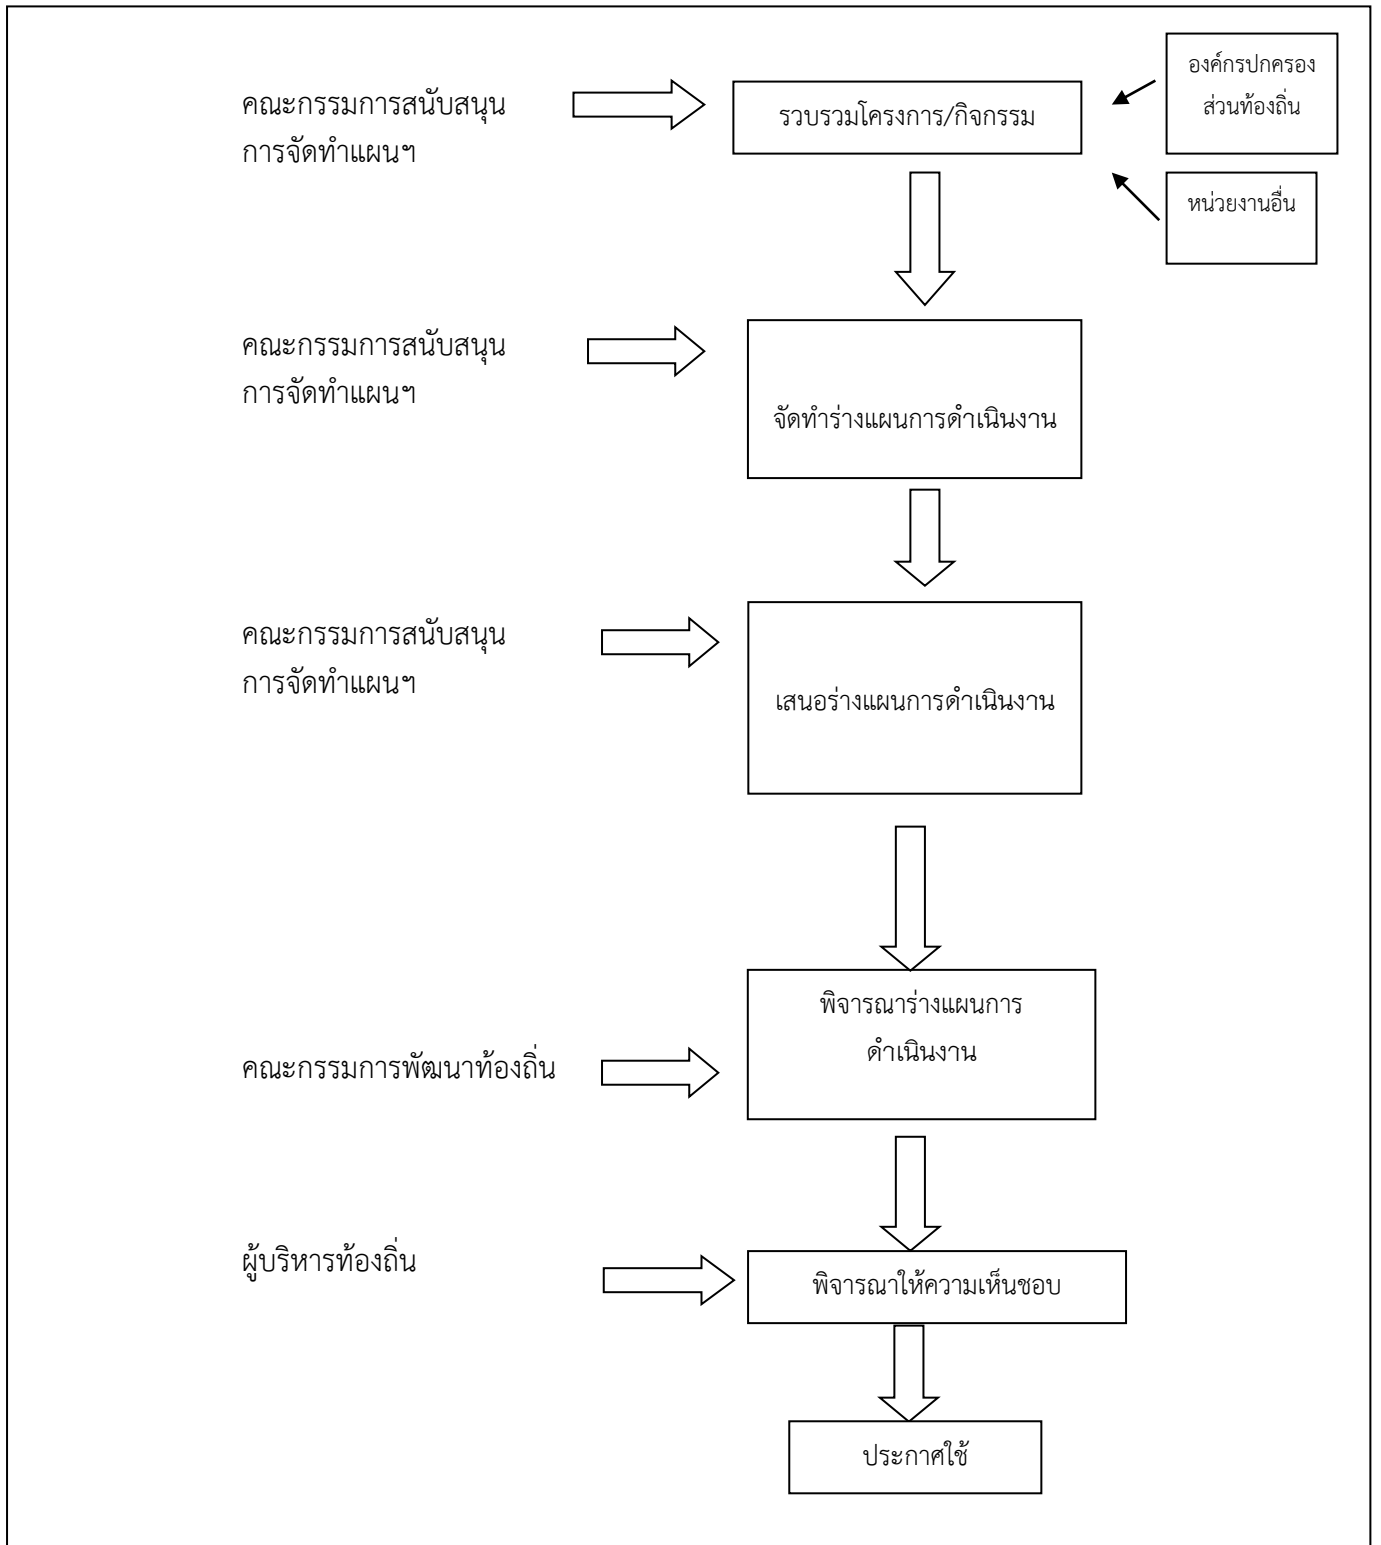 คณะกรรมการสนับสนุน
การจัดทำแผนฯ
รวบรวมโครงการ/กิจกรรม
องค์กรปกครอง
ส่วนท้องถิ่น
หน่วยงานอื่น
คณะกรรมการสนับสนุน
การจัดทำแผนฯ
จัดทำร่างแผนการดำเนินงาน
คณะกรรมการสนับสนุน
การจัดทำแผนฯ
เสนอร่างแผนการดำเนินงาน
คณะกรรมการพัฒนาท้องถิ่น
พิจารณาร่างแผนการ
ดำเนินงาน
ผู้บริหารท้องถิ่น
พิจารณาให้ความเห็นชอบ
ประกาศใช้